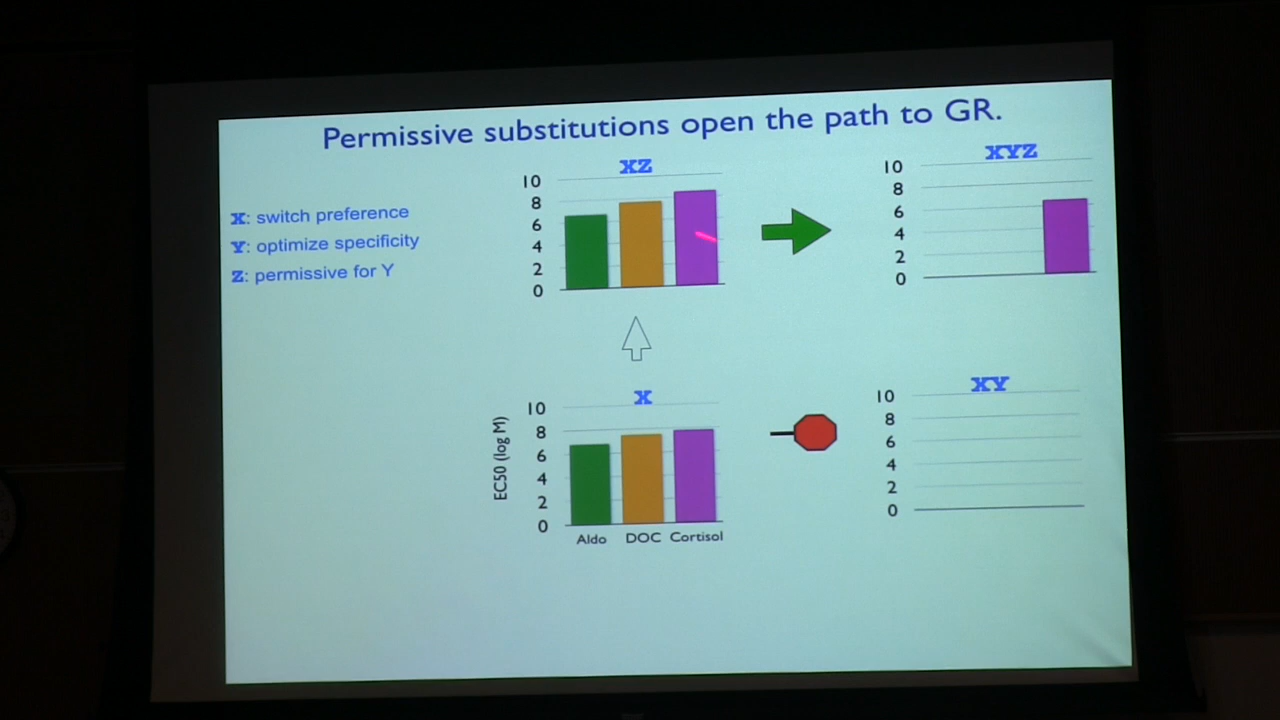 Permissive substitutions open the path to GR.
X: switch preference
Y: optimize specificity
Z: permissive for Y
XZ
10
8
6
4
2
0
XYZ
10
8
6
4
2
0
X
EC50 (log M)
10
8
6
4
2
0
Aldo DOC Cortisol
XY
10
8
6
4
2
0